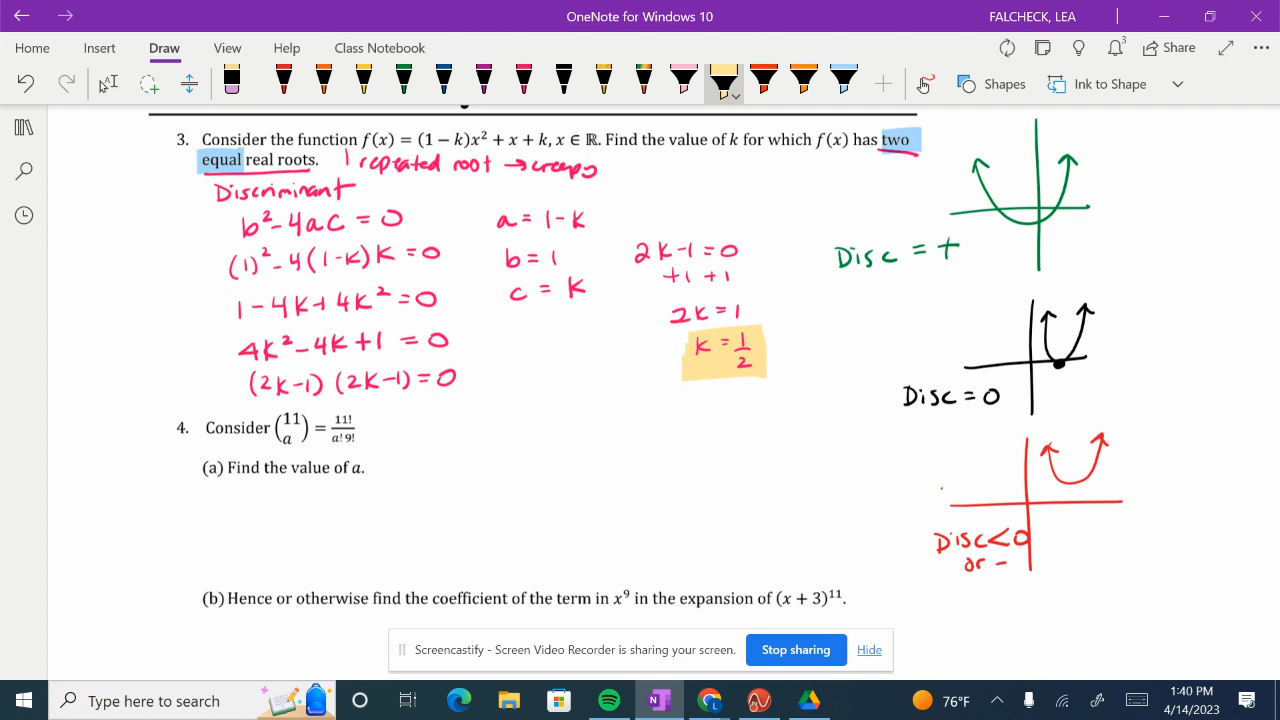 OneNote for Windows 10
FALCHECK, LEA
Home Insert Draw View Help Class Notebook
3
Share
Shapes
Ink to Shape
3. Consider the function f(x) = (1 − k)x² + x + k, x ∈ ℝ. Find the value of k for which f(x) has two
equal real roots. 1 repeated root → creepy
Discriminant
b² - 4ac = 0
(1)² - 4(1-k)k = 0
1 - 4k + 4k² = 0
4k² - 4k + 1 = 0
(2k-1) (2k-1) = 0
a = 1 - k
b = 1
c = k
2k - 1 = 0
+1 +1
2k = 1
k = 1/2
Disc = +
Disc = 0
Disc < 0
or -
4. Consider (11 a) = 11!/a! 9!
(a) Find the value of a.
(b) Hence or otherwise find the coefficient of the term in x⁹ in the expansion of (x + 3)¹¹.
Screencastify - Screen Video Recorder is sharing your screen.
Stop sharing
Hide
Type here to search
76°F
1:40 PM
4/14/2023